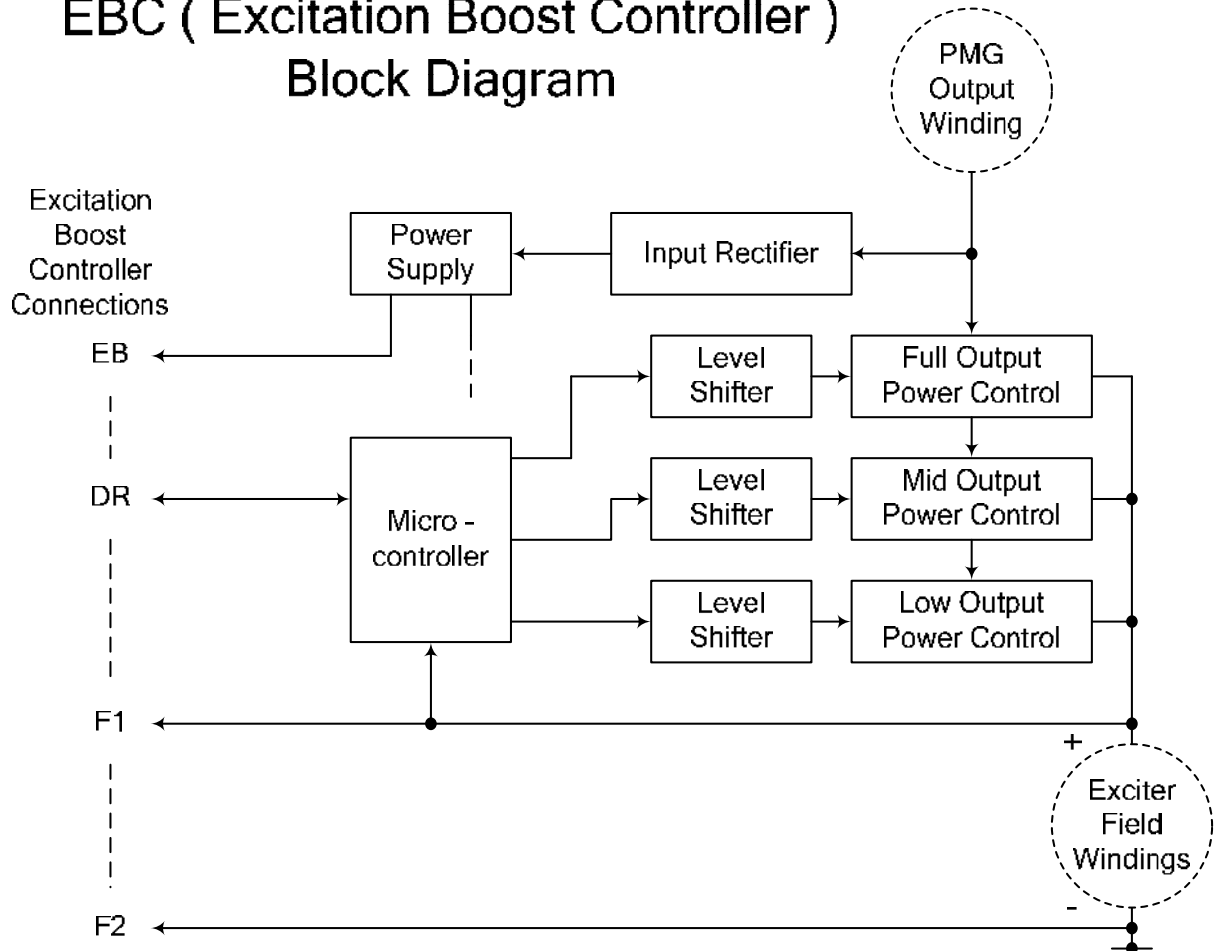 EBC ( Excitation Boost Controller )
Block Diagram
PMG
Output
Winding
Excitation
Boost
Controller
Connections
Power
Supply
Input Rectifier
EB
Level
Shifter
Full Output
Power Control
DR
Micro -
controller
Level
Shifter
Mid Output
Power Control
Level
Shifter
Low Output
Power Control
F1
+
Exciter
Field
Windings
-
F2